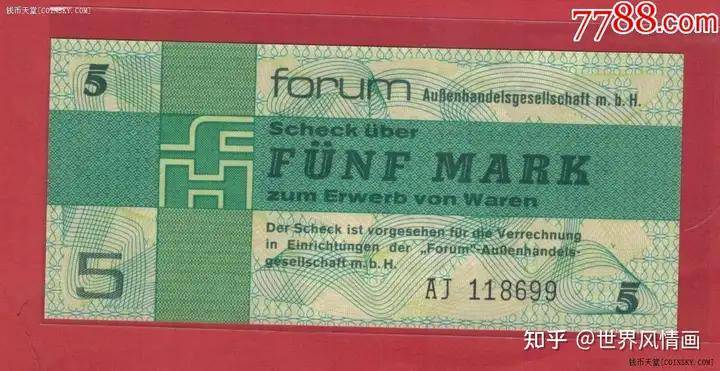 钱币天堂[COINSKY.COM]
7788.com
5
forum Außenhandelsgesellschaft m. b. H.
Scheck über
FÜNF MARK
zum Erwerb von Waren
Der Scheck ist vorgesehen für die Verrechnung
in Einrichtungen der „Forum"-Außenhandels-
gesellschaft m. b. H.
5
AJ 118699
5
知乎 @世界风情画
钱币天堂[COINSKY.COM]